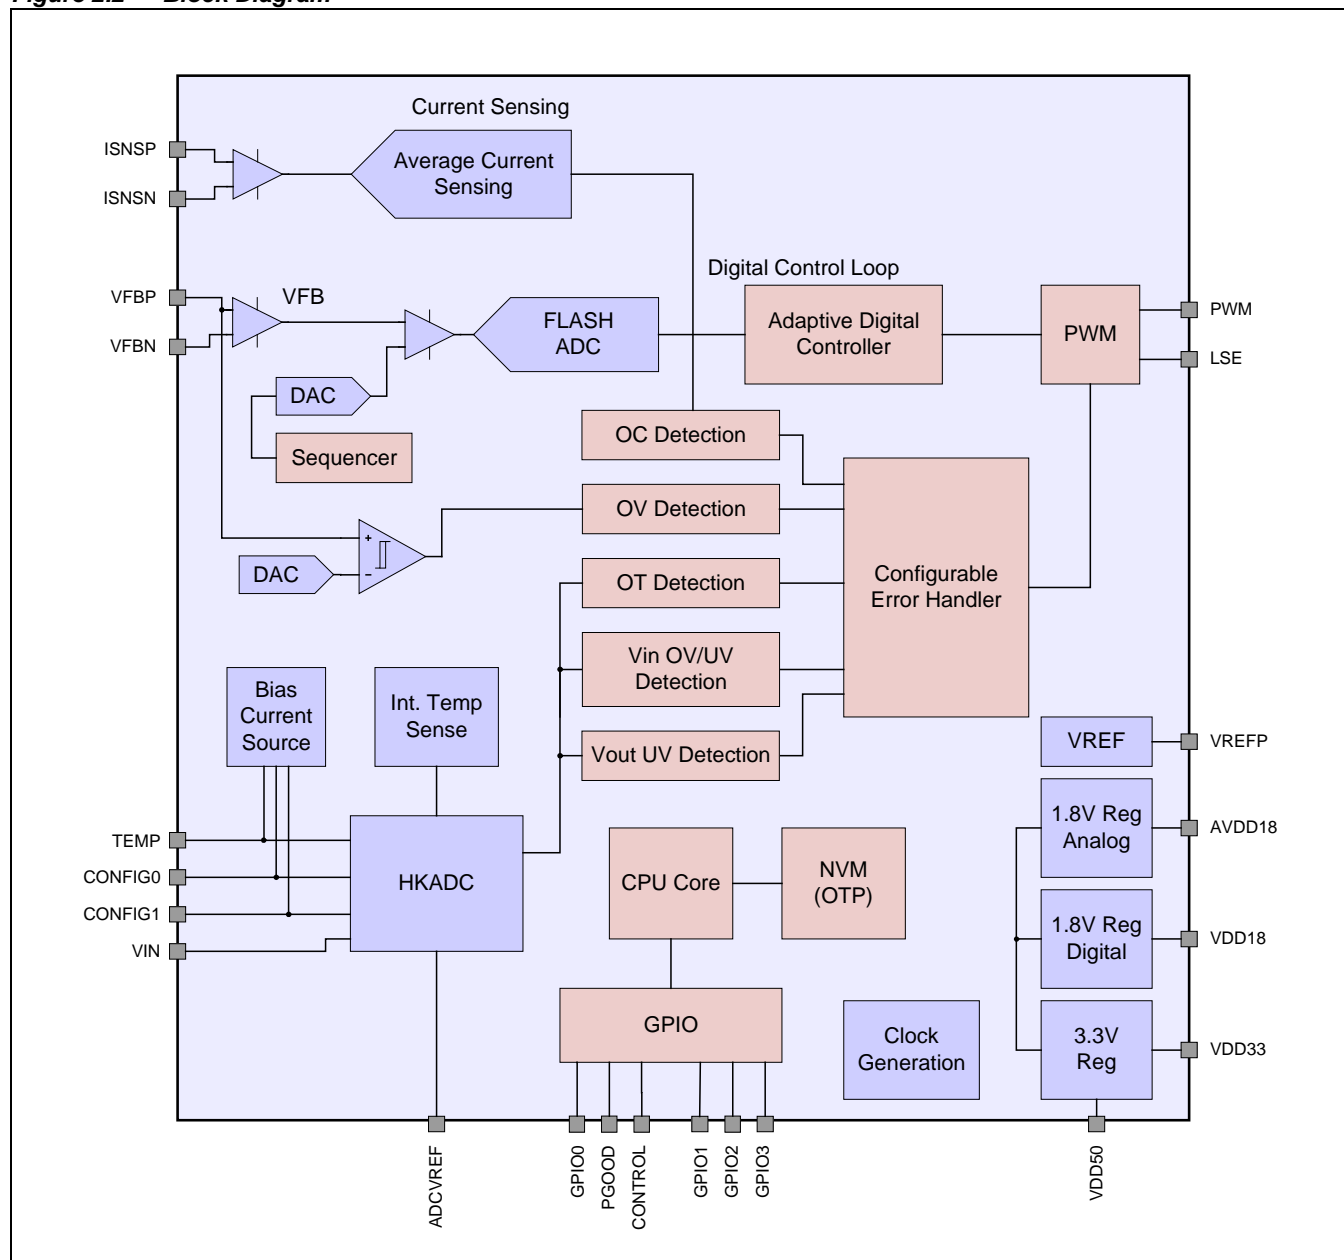 Figure 2.2 Block Diagram
Current Sensing
ISNSP
Average Current
Sensing
ISNSN
Digital Control Loop
VFBP
VFB
FLASH
ADC
Adaptive Digital
Controller
PWM
PWM
VFBN
LSE
DAC
OC Detection
Sequencer
OV Detection
+
-
DAC
OT Detection
Configurable
Error Handler
Vin OV/UV
Detection
Bias
Current
Source
Int. Temp
Sense
Vout UV Detection
VREF
VREFP
1.8V Reg
Analog
AVDD18
TEMP
CONFIG0
CONFIG1
VIN
HKADC
CPU Core
NVM
(OTP)
1.8V Reg
Digital
VDD18
GPIO
Clock
Generation
3.3V
Reg
VDD33
ADCVREF
GPIO0
PGOOD
CONTROL
GPIO1
GPIO2
GPIO3
VDD50